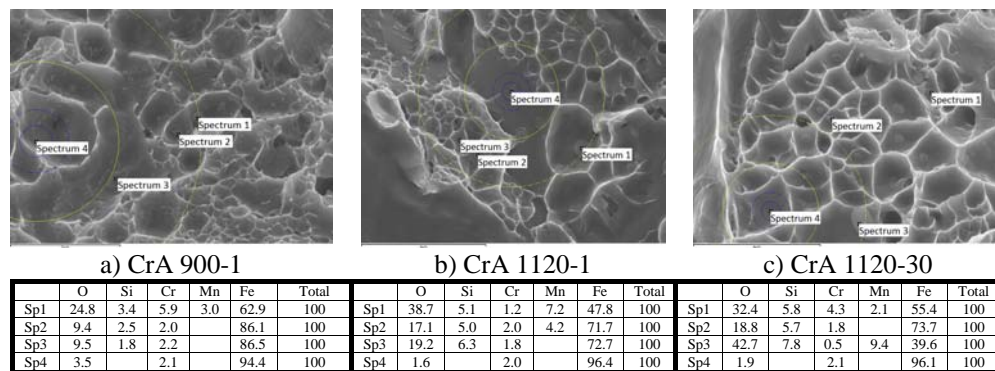 Spectrum 1
Spectrum 2
Spectrum 4
Spectrum 3
a) CrA 900-1
Spectrum 4
Spectrum 3
Spectrum 1
Spectrum 2
b) CrA 1120-1
Spectrum 1
Spectrum 2
Spectrum 4
Spectrum 3
c) CrA 1120-30
O Si Cr Mn Fe Total
Sp1 24.8 3.4 5.9 3.0 62.9 100
Sp2 9.4 2.5 2.0 86.1 100
Sp3 9.5 1.8 2.2 86.5 100
Sp4 3.5 2.1 94.4 100
O Si Cr Mn Fe Total
Sp1 38.7 5.1 1.2 7.2 47.8 100
Sp2 17.1 5.0 2.0 4.2 71.7 100
Sp3 19.2 6.3 1.8 72.7 100
Sp4 1.6 2.0 96.4 100
O Si Cr Mn Fe Total
Sp1 32.4 5.8 4.3 2.1 55.4 100
Sp2 18.8 5.7 1.8 73.7 100
Sp3 42.7 7.8 0.5 9.4 39.6 100
Sp4 1.9 2.1 96.1 100